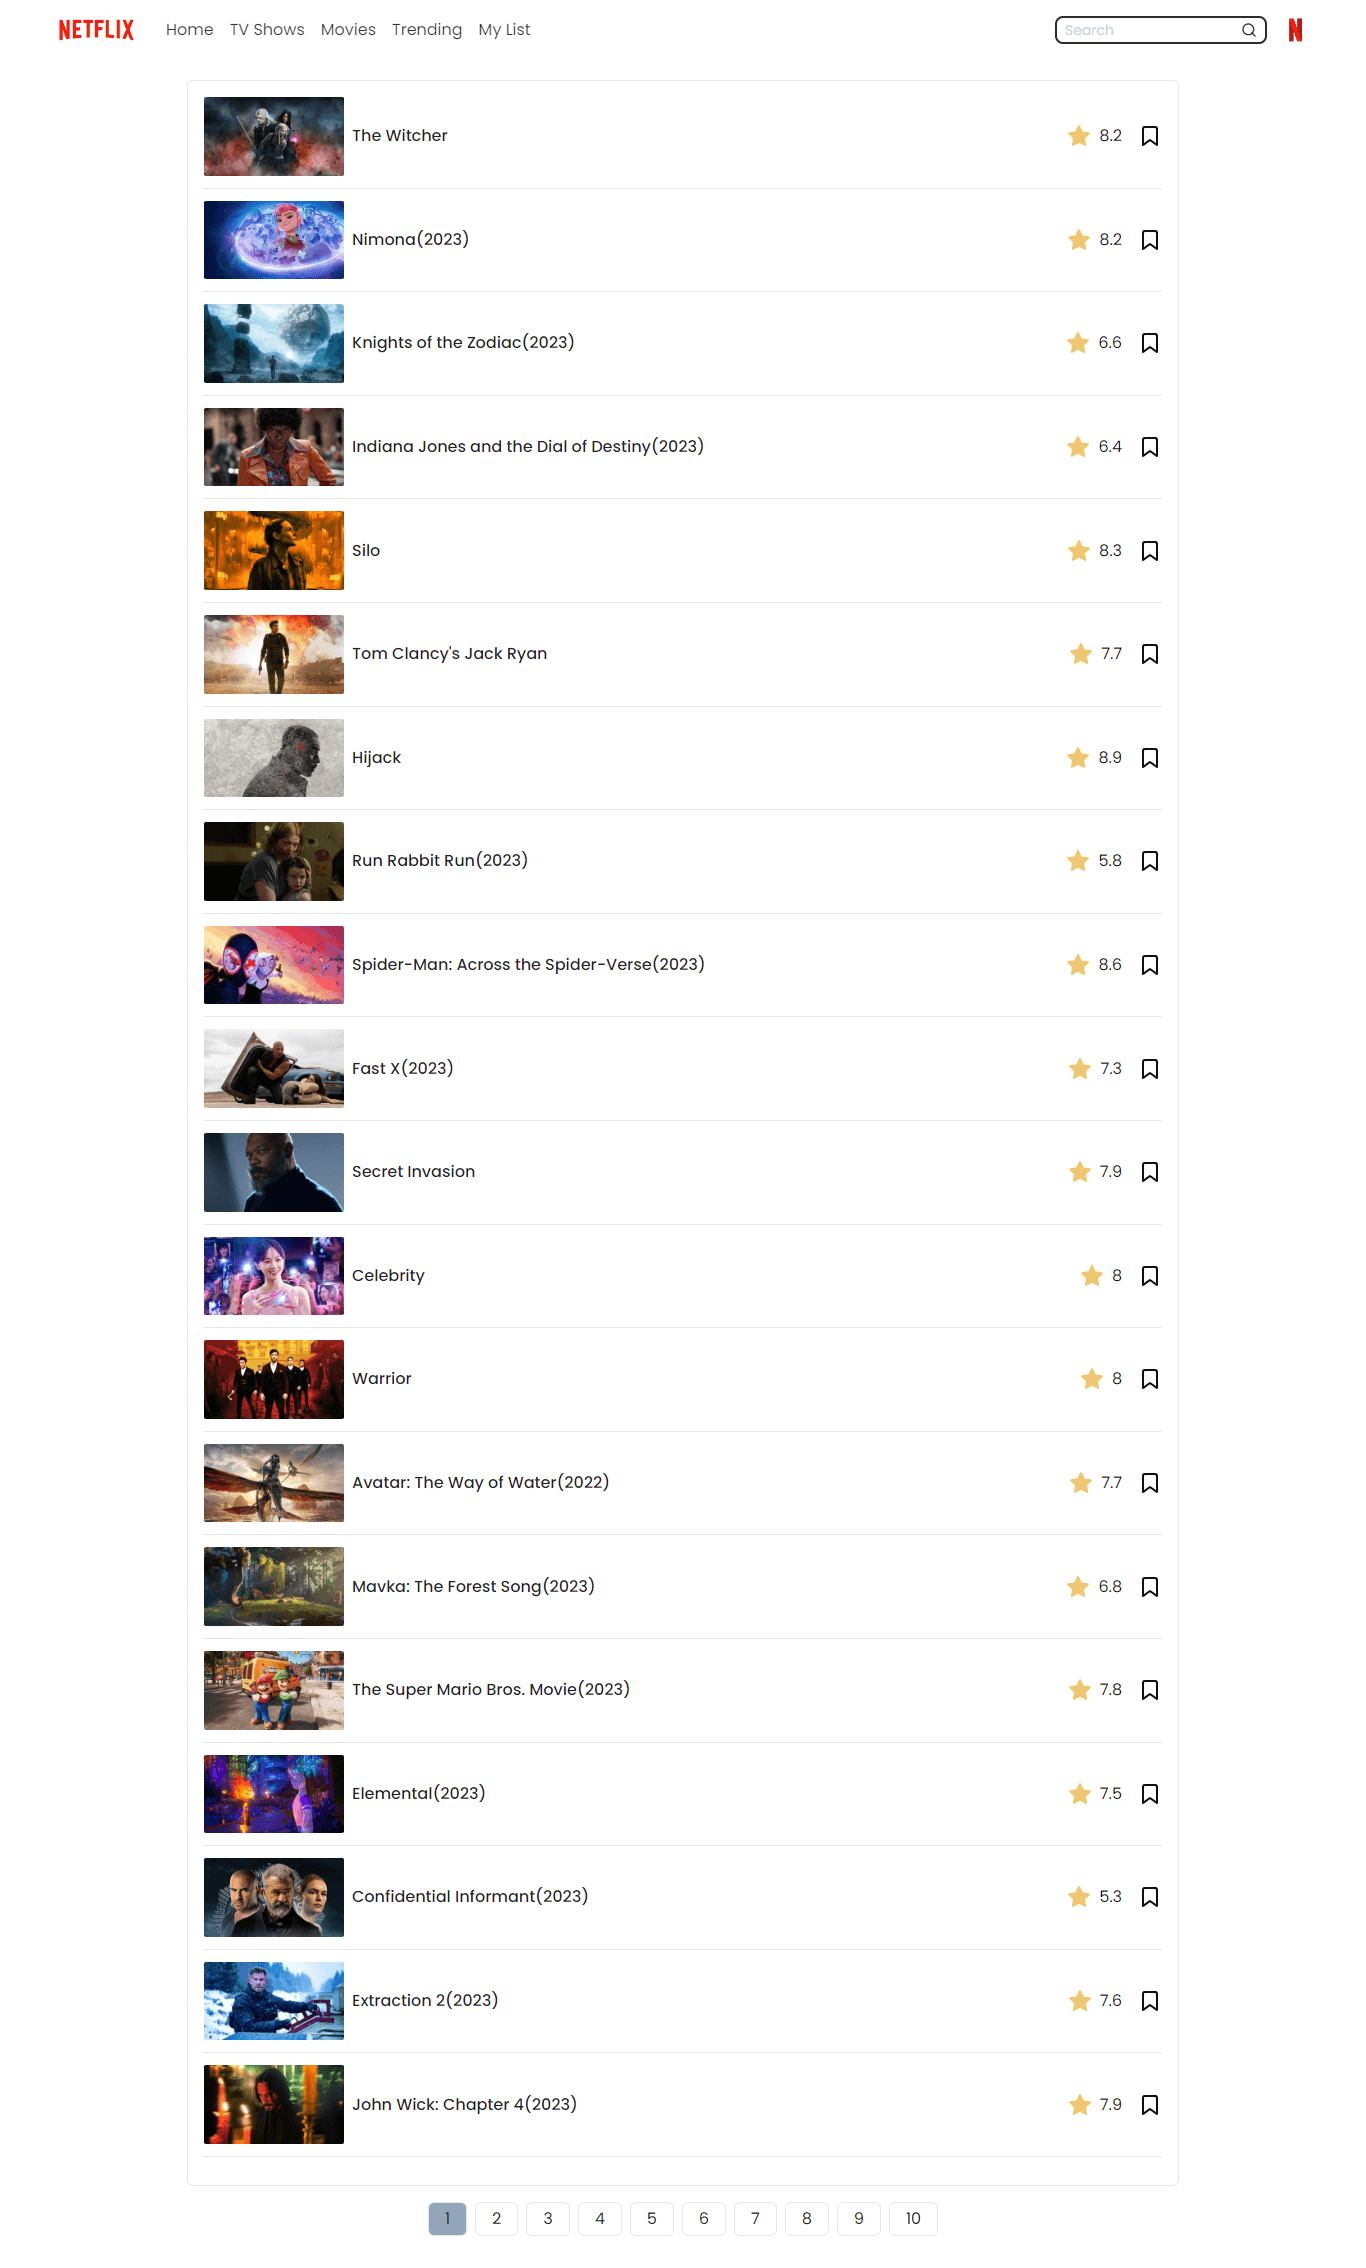 NETFLIX Home TV Shows Movies Trending My List Search N
The Witcher 8.2
Nimona(2023) 8.2
Knights of the Zodiac(2023) 6.6
Indiana Jones and the Dial of Destiny(2023) 6.4
Silo 8.3
Tom Clancy's Jack Ryan 7.7
Hijack 8.9
Run Rabbit Run(2023) 5.8
Spider-Man: Across the Spider-Verse(2023) 8.6
Fast X(2023) 7.3
Secret Invasion 7.9
Celebrity 8
Warrior 8
Avatar: The Way of Water(2022) 7.7
Mavka: The Forest Song(2023) 6.8
The Super Mario Bros. Movie(2023) 7.8
Elemental(2023) 7.5
Confidential Informant(2023) 5.3
Extraction 2(2023) 7.6
John Wick: Chapter 4(2023) 7.9
1 2 3 4 5 6 7 8 9 10